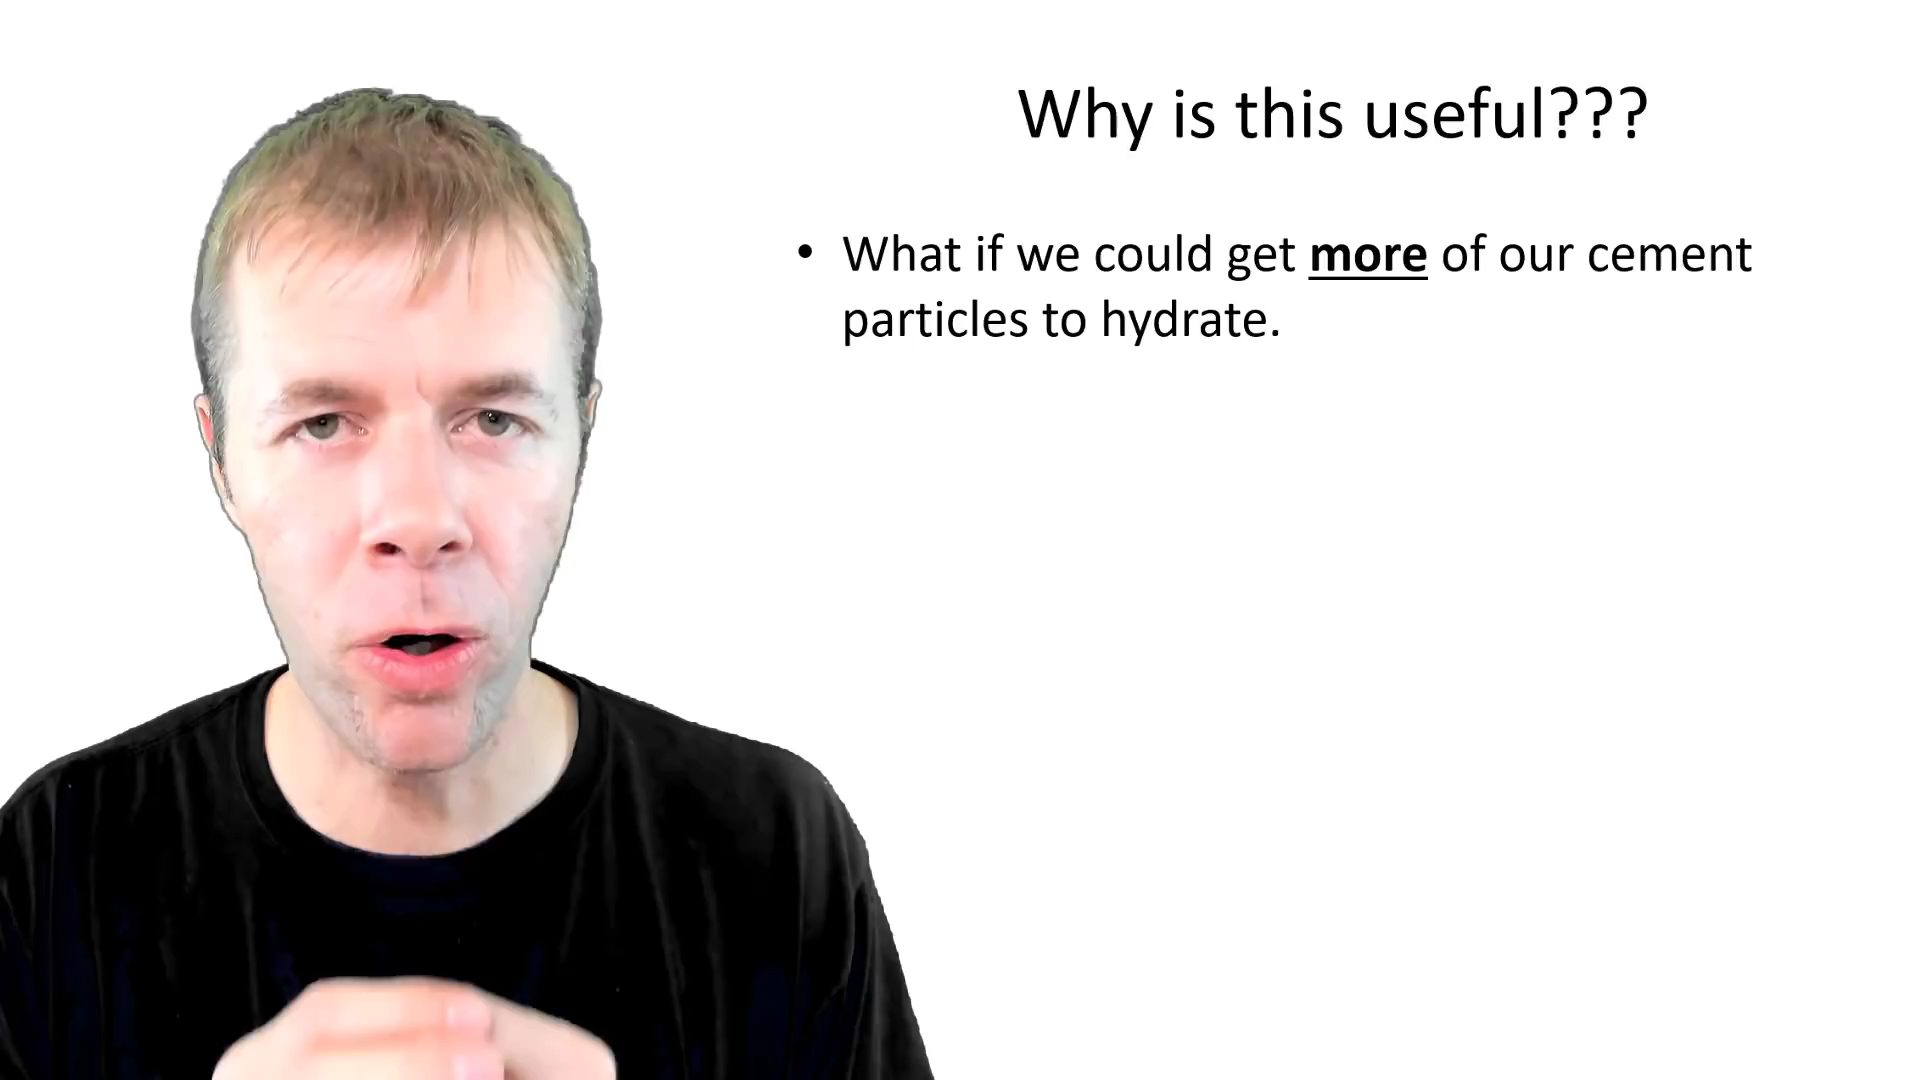 Why is this useful???
• What if we could get more of our cement
particles to hydrate.